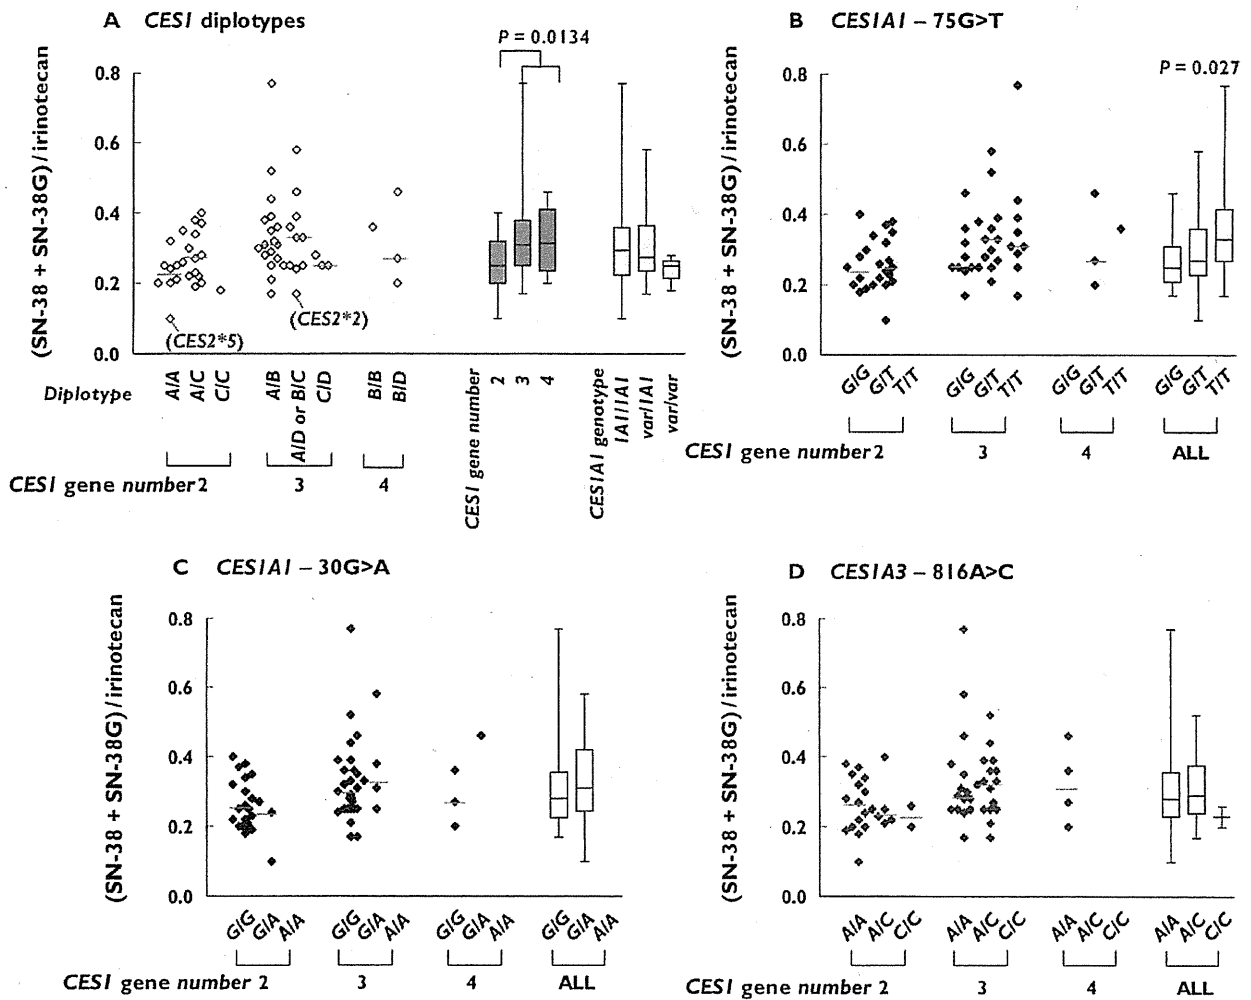 A CES1 diplotypes
P = 0.0134
(SN-38 + SN-38G) / irinotecan
0.8
0.6
0.4
0.2
0.0
(CES2*5)
(CES2*2)
Diplotype
A/A
A/C
C/C
A/B
A/D or B/C
C/D
B/B
B/D
CES1 gene number
2
3
4
CES1A1 genotype
1A1/1A1
var/1A1
var/var
CES1 gene number 2 3 4
B CES1A1 – 75G>T
P = 0.027
(SN-38 + SN-38G) / irinotecan
0.8
0.6
0.4
0.2
0.0
G/G G/T T/T G/G G/T T/T G/G G/T T/T G/G G/T T/T
CES1 gene number 2 3 4 ALL
C CES1A1 – 30G>A
(SN-38 + SN-38G) / irinotecan
0.8
0.6
0.4
0.2
0.0
G/G G/A A/A G/G G/A A/A G/G G/A A/A G/G G/A A/A
CES1 gene number 2 3 4 ALL
D CES1A3 – 816A>C
(SN-38 + SN-38G) / irinotecan
0.8
0.6
0.4
0.2
0.0
A/A A/C C/C A/A A/C C/C A/A A/C C/C A/A A/C C/C
CES1 gene number 2 3 4 ALL